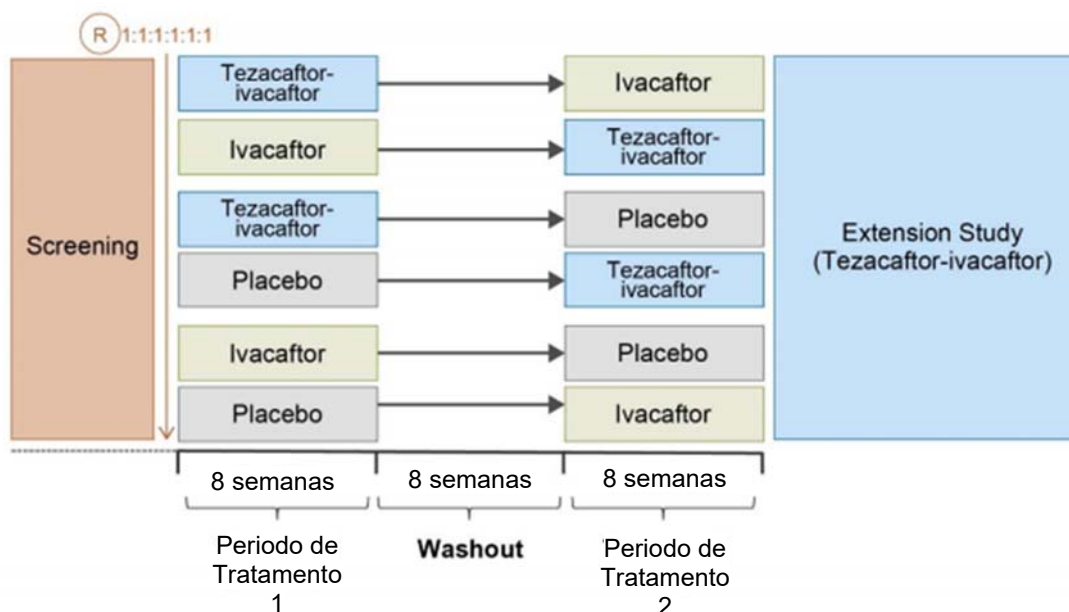 R 1:1:1:1:1:1
Screening
Tezacaftor-
ivacaftor
Ivacaftor
Ivacaftor
Tezacaftor-
ivacaftor
Tezacaftor-
ivacaftor
Placebo
Placebo
Tezacaftor-
ivacaftor
Ivacaftor
Placebo
Placebo
Ivacaftor
Extension Study
(Tezacaftor-ivacaftor)
8 semanas
8 semanas
8 semanas
Periodo de
Tratamento
1
Washout
Periodo de
Tratamento
2